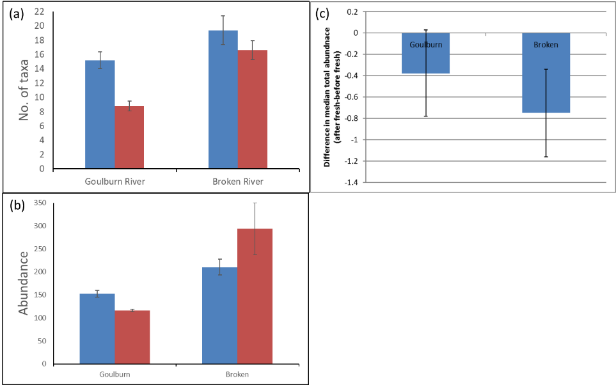 (a)
No. of taxa
22
20
18
16
14
12
10
8
6
4
2
0
Goulburn River
Broken River
(b)
Abundance
350
300
250
200
150
100
50
0
Goulburn
Broken
(c)
Difference in median total abundnace
(after fresh-before fresh)
0.2
0
-0.2
-0.4
-0.6
-0.8
-1
-1.2
-1.4
Goulburn
Broken